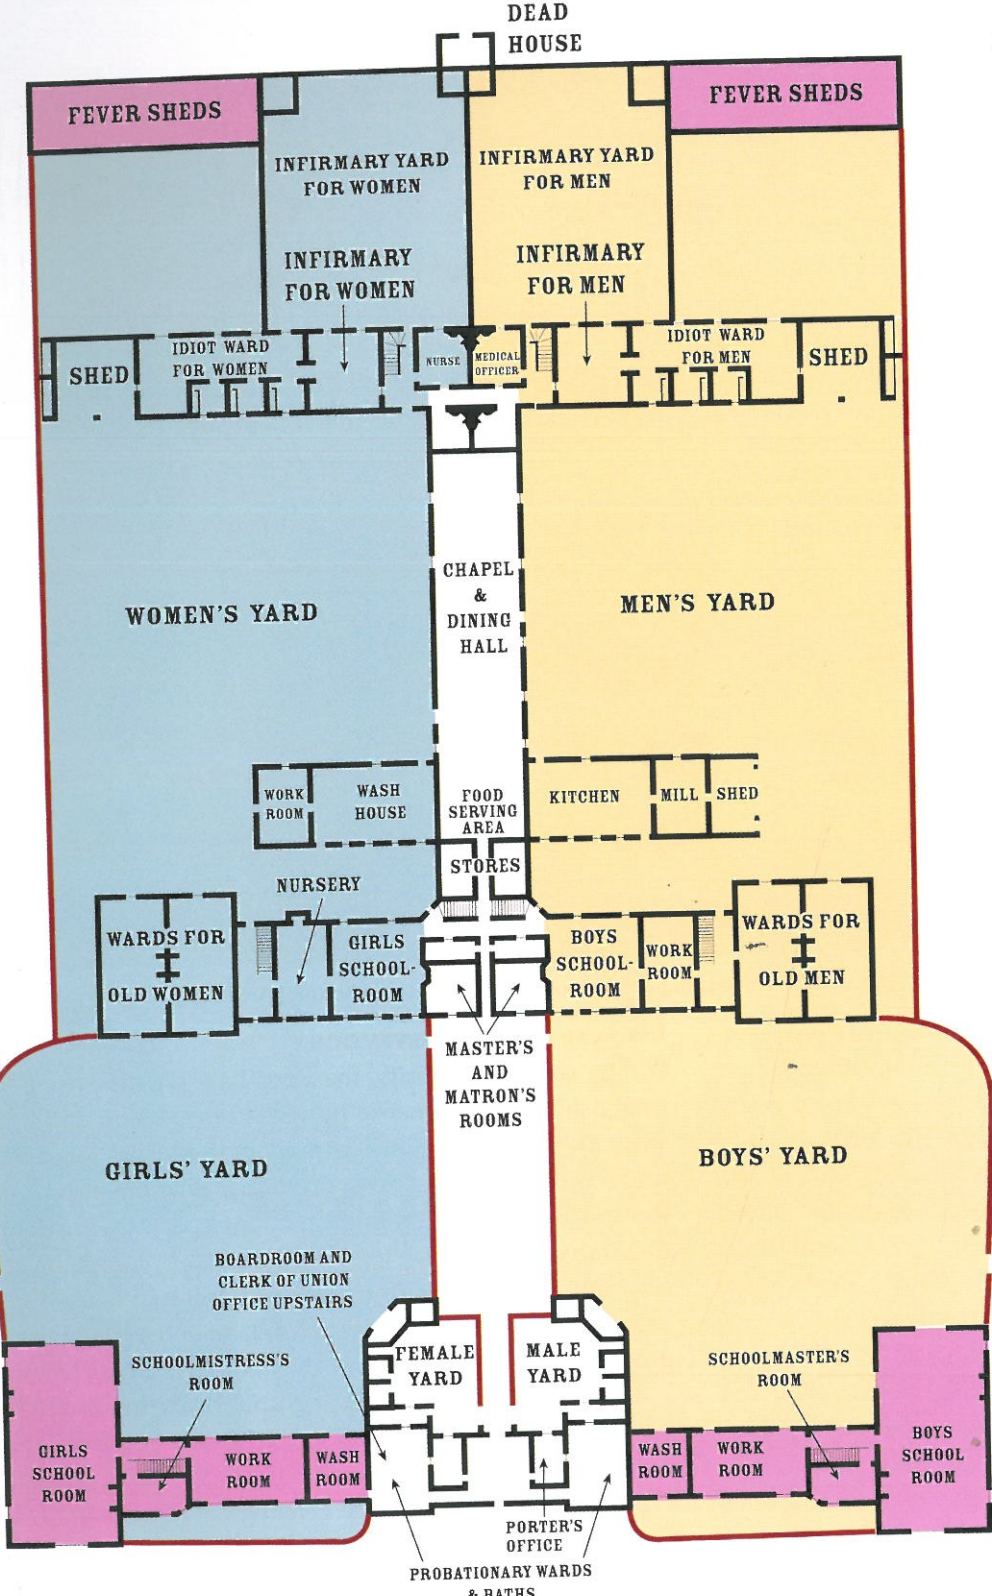 DEAD
HOUSE
FEVER SHEDS
FEVER SHEDS
INFIRMARY YARD
FOR WOMEN
INFIRMARY YARD
FOR MEN
INFIRMARY
FOR WOMEN
INFIRMARY
FOR MEN
SHED
IDIOT WARD
FOR WOMEN
NURSE
MEDICAL
OFFICER
IDIOT WARD
FOR MEN
SHED
WOMEN'S YARD
CHAPEL
&
DINING
HALL
MEN'S YARD
WORK
ROOM
WASH
HOUSE
FOOD
SERVING
AREA
KITCHEN
MILL
SHED
STORES
NURSERY
WARDS FOR
OLD WOMEN
GIRLS
SCHOOL-
ROOM
BOYS
SCHOOL-
ROOM
WORK
ROOM
WARDS FOR
OLD MEN
MASTER'S
AND
MATRON'S
ROOMS
GIRLS' YARD
BOYS' YARD
BOARDROOM AND
CLERK OF UNION
OFFICE UPSTAIRS
SCHOOLMISTRESS'S
ROOM
FEMALE
YARD
MALE
YARD
SCHOOLMASTER'S
ROOM
GIRLS
SCHOOL
ROOM
WORK
ROOM
WASH
ROOM
WASH
ROOM
WORK
ROOM
BOYS
SCHOOL
ROOM
PORTER'S
OFFICE
PROBATIONARY WARDS
& BATHS